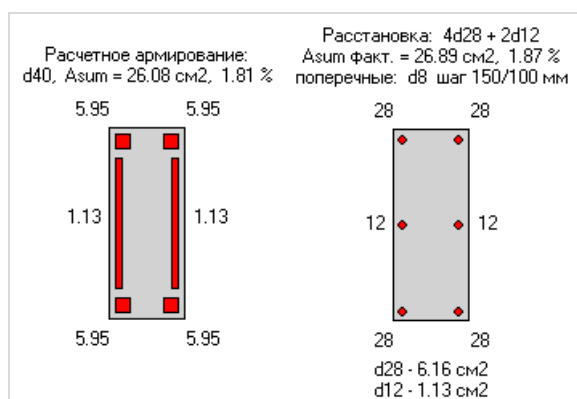 Расчетное армирование:
d40, Asum = 26.08 см2, 1.81 %
5.95 5.95
1.13 1.13
5.95 5.95
Расстановка: 4d28 + 2d12
Asum факт. = 26.89 см2, 1.87 %
поперечные: d8 шаг 150/100 мм
28 28
12 12
28 28
d28 - 6.16 см2
d12 - 1.13 см2